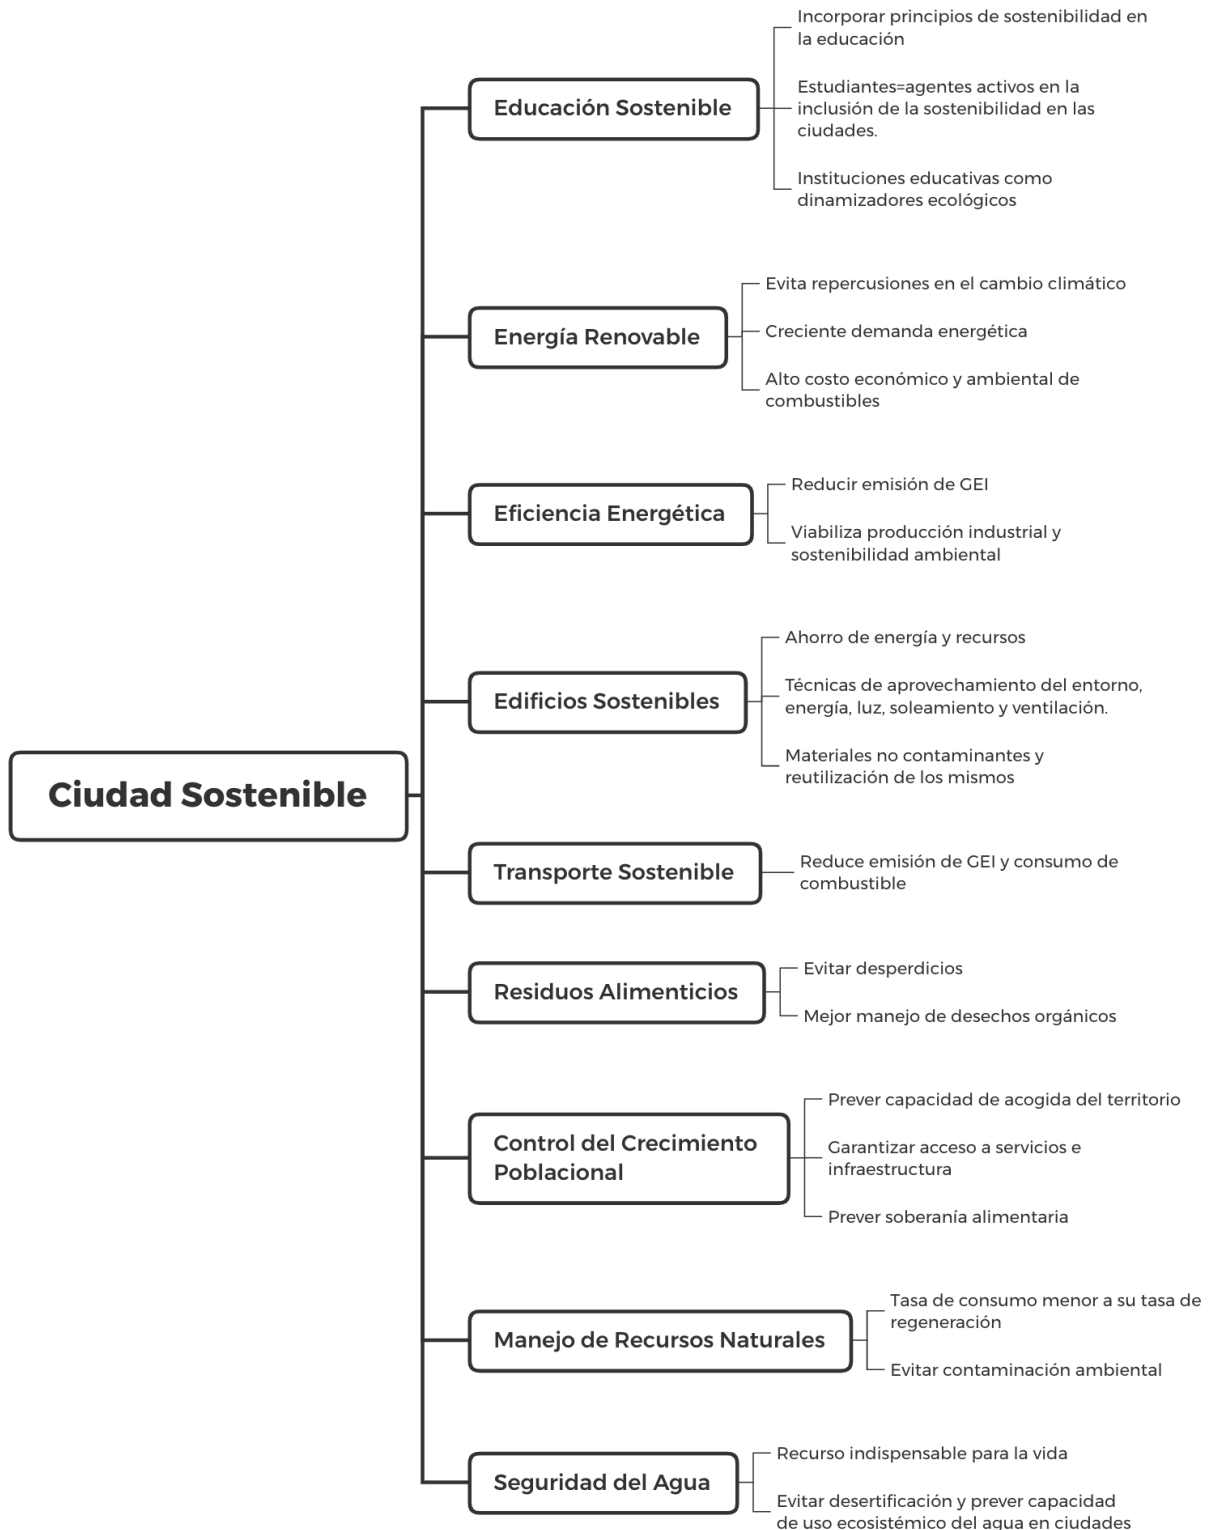 Ciudad Sostenible
Educación Sostenible
Incorporar principios de sostenibilidad en
la educación
Estudiantes=agentes activos en la
inclusión de la sostenibilidad en las
ciudades.
Instituciones educativas como
dinamizadores ecológicos
Energía Renovable
Evita repercusiones en el cambio climático
Creciente demanda energética
Alto costo económico y ambiental de
combustibles
Eficiencia Energética
Reducir emisión de GEI
Viabiliza producción industrial y
sostenibilidad ambiental
Edificios Sostenibles
Ahorro de energía y recursos
Técnicas de aprovechamiento del entorno,
energía, luz, soleamiento y ventilación.
Materiales no contaminantes y
reutilización de los mismos
Transporte Sostenible
Reduce emisión de GEI y consumo de
combustible
Residuos Alimenticios
Evitar desperdicios
Mejor manejo de desechos orgánicos
Control del Crecimiento
Poblacional
Prever capacidad de acogida del territorio
Garantizar acceso a servicios e
infraestructura
Prever soberanía alimentaria
Manejo de Recursos Naturales
Tasa de consumo menor a su tasa de
regeneración
Evitar contaminación ambiental
Seguridad del Agua
Recurso indispensable para la vida
Evitar desertificación y prever capacidad
de uso ecosistémico del agua en ciudades